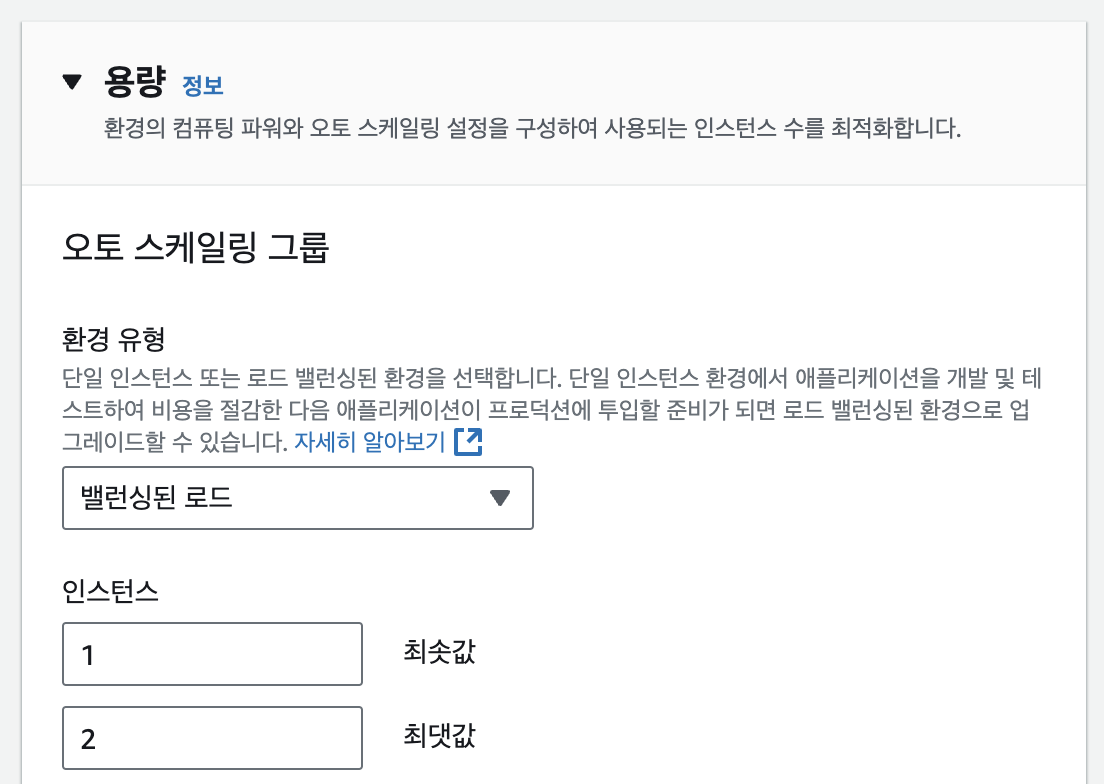 용량 정보
환경의 컴퓨팅 파워와 오토 스케일링 설정을 구성하여 사용되는 인스턴스 수를 최적화합니다.
오토 스케일링 그룹
환경 유형
단일 인스턴스 또는 로드 밸런싱된 환경을 선택합니다. 단일 인스턴스 환경에서 애플리케이션을 개발 및 테
스트하여 비용을 절감한 다음 애플리케이션이 프로덕션에 투입할 준비가 되면 로드 밸런싱된 환경으로 업
그레이드할 수 있습니다. 자세히 알아보기
밸런싱된 로드
인스턴스
1 최솟값
2 최댓값